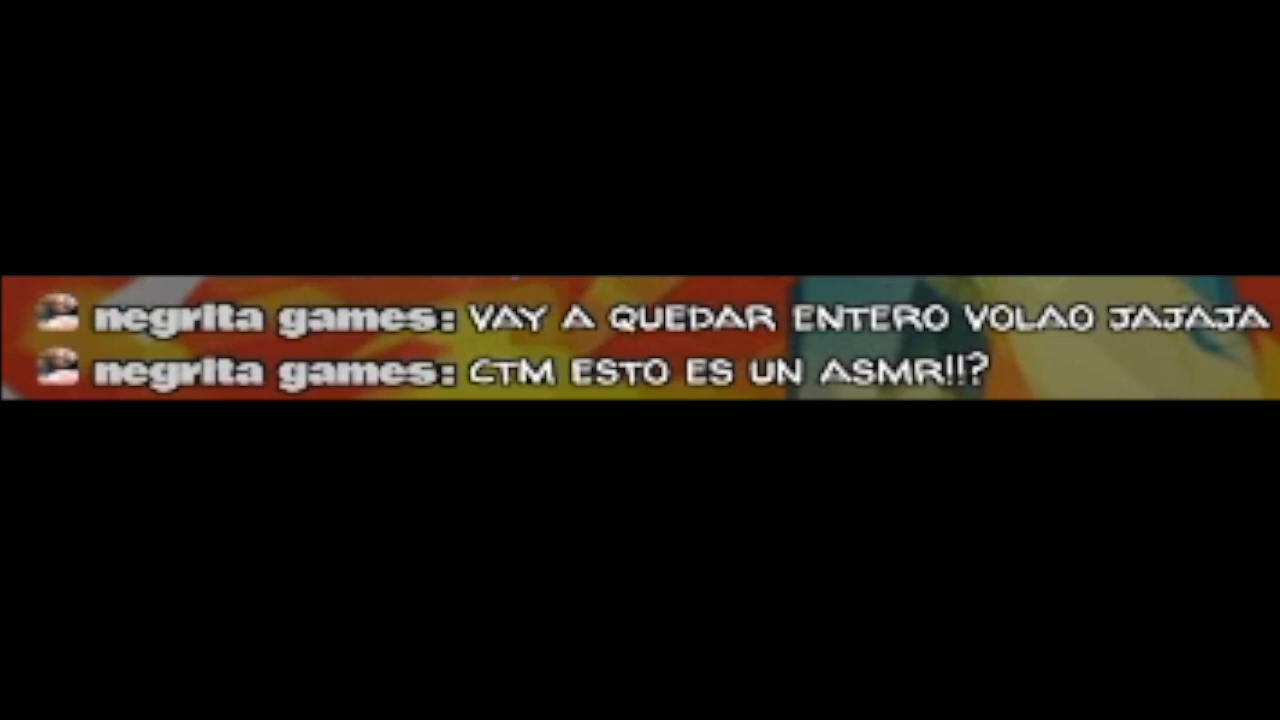 negrita games: VAY A QUEDAR ENTERO VOLAO JAJAJA
negrita games: CTM ESTO ES UN ASMR!!?